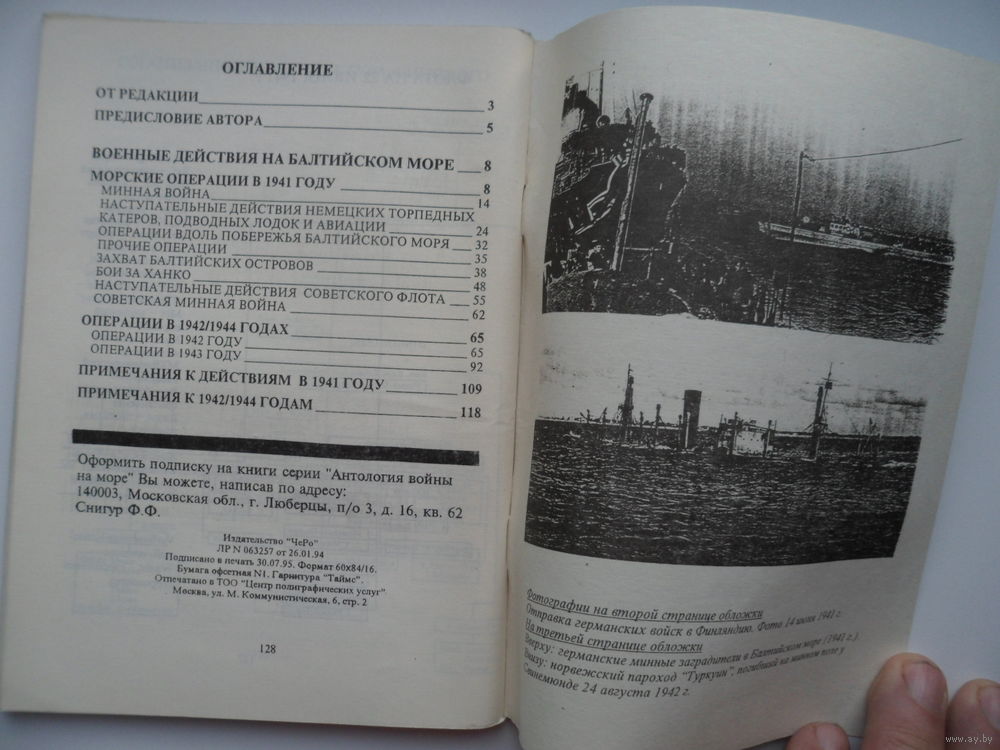 ОГЛАВЛЕНИЕ
ОТ РЕДАКЦИИ 3
ПРЕДИСЛОВИЕ АВТОРА 5
ВОЕННЫЕ ДЕЙСТВИЯ НА БАЛТИЙСКОМ МОРЕ 8
МОРСКИЕ ОПЕРАЦИИ В 1941 ГОДУ 8
МИННАЯ ВОЙНА 14
НАСТУПАТЕЛЬНЫЕ ДЕЙСТВИЯ НЕМЕЦКИХ ТОРПЕДНЫХ
КАТЕРОВ, ПОДВОДНЫХ ЛОДОК И АВИАЦИИ 24
ОПЕРАЦИИ ВДОЛЬ ПОБЕРЕЖЬЯ БАЛТИЙСКОГО МОРЯ 32
ПРОЧИЕ ОПЕРАЦИИ 35
ЗАХВАТ БАЛТИЙСКИХ ОСТРОВОВ 38
БОИ ЗА ХАНКО 48
НАСТУПАТЕЛЬНЫЕ ДЕЙСТВИЯ СОВЕТСКОГО ФЛОТА 55
СОВЕТСКАЯ МИННАЯ ВОЙНА 62
ОПЕРАЦИИ В 1942/1944 ГОДАХ 65
ОПЕРАЦИИ В 1942 ГОДУ 65
ОПЕРАЦИИ В 1943 ГОДУ 92
ПРИМЕЧАНИЯ К ДЕЙСТВИЯМ В 1941 ГОДУ 109
ПРИМЕЧАНИЯ К 1942/1944 ГОДАМ 118
Оформить подписку на книги серии "Антология войны
на море" Вы можете, написав по адресу:
140003, Московская обл., г. Люберцы, п/о 3, д. 16, кв. 62
Снигур Ф.Ф.
Издательство "ЧеРо"
ЛР N 063257 от 26.01.94
Подписано в печать 30.07.95. Формат 60x84/16.
Бумага офсетная N1. Гарнитура "Таймс".
Отпечатано в ТОО "Центр полиграфических услуг"
Москва, ул. М. Коммунистическая, 6, стр. 2
128
Фотографии на второй странице обложки
Отправка германских войск в Финляндию. Фото 14 июня 1941 г.
На третьей странице обложки
Вверху: германские минные заградители в Балтийском море (1941 г.).
Внизу: норвежский пароход "Туркуин", погибший на минном поле у
Свинемюнде 24 августа 1942 г.
www.ay.by